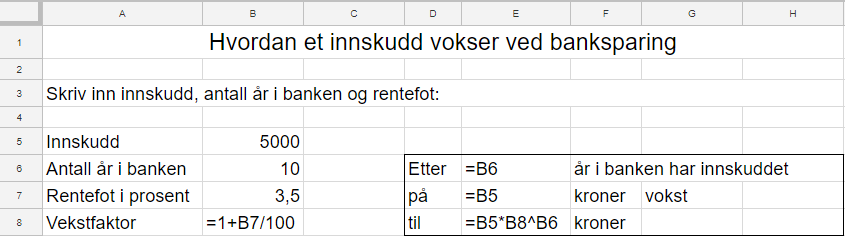 A B C D E F G H
1 Hvordan et innskudd vokser ved banksparing
2
3 Skriv inn innskudd, antall år i banken og rentefot:
4
5 Innskudd 5000
6 Antall år i banken 10 Etter =B6 år i banken har innskuddet
7 Rentefot i prosent 3,5 på =B5 kroner vokst
8 Vekstfaktor =1+B7/100 til =B5*B8^B6 kroner